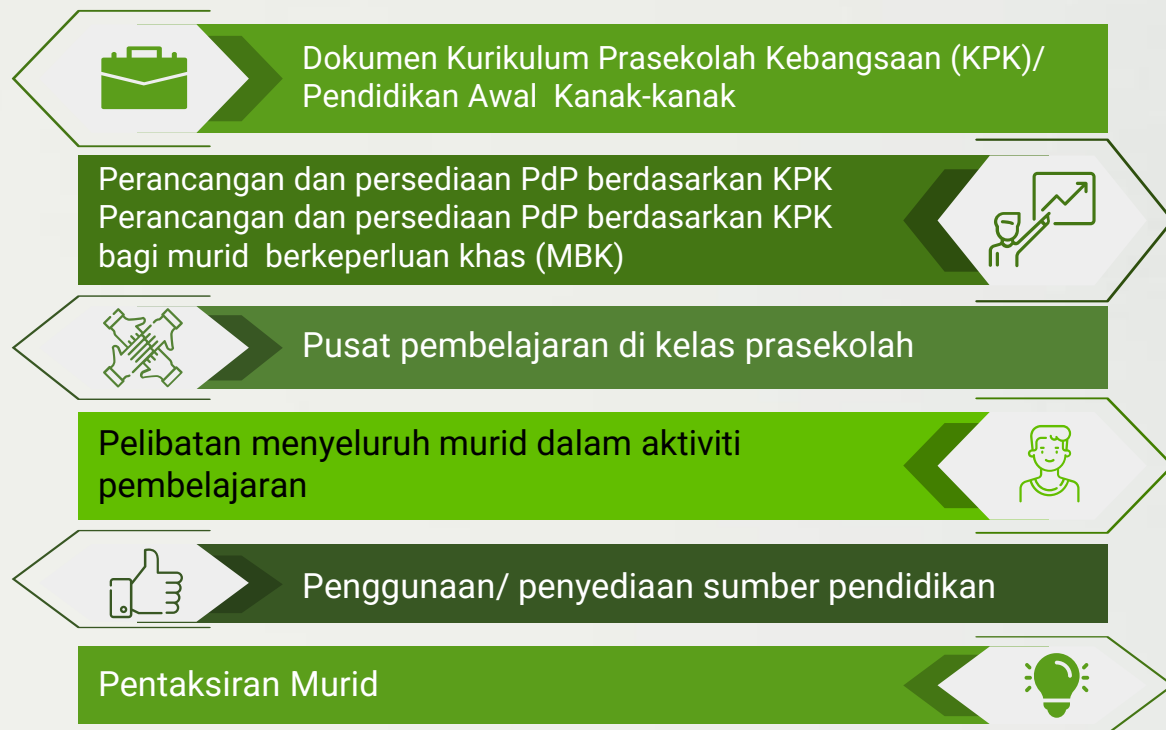 Dokumen Kurikulum Prasekolah Kebangsaan (KPK)/
Pendidikan Awal Kanak-kanak
Perancangan dan persediaan PdP berdasarkan KPK
Perancangan dan persediaan PdP berdasarkan KPK
bagi murid berkeperluan khas (MBK)
Pusat pembelajaran di kelas prasekolah
Pelibatan menyeluruh murid dalam aktiviti
pembelajaran
Penggunaan/ penyediaan sumber pendidikan
Pentaksiran Murid